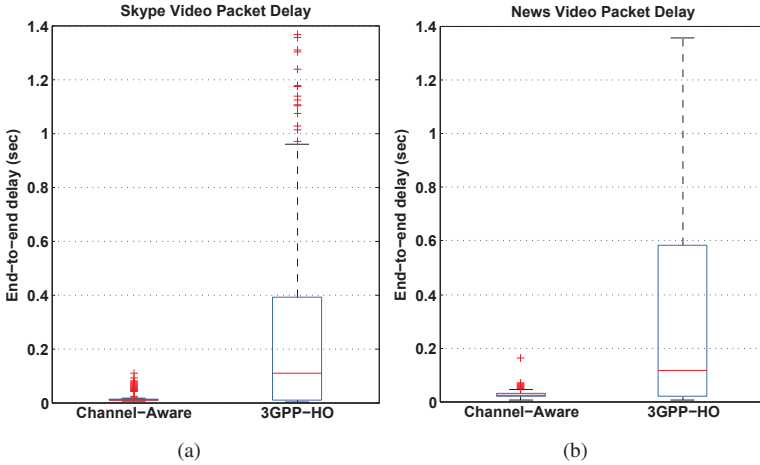 Skype Video Packet Delay
End−to−end delay (sec)
1.4
1.2
1
0.8
0.6
0.4
0.2
0
Channel−Aware
3GPP−HO
(a)
News Video Packet Delay
End−to−end delay (sec)
1.4
1.2
1
0.8
0.6
0.4
0.2
0
Channel−Aware
3GPP−HO
(b)